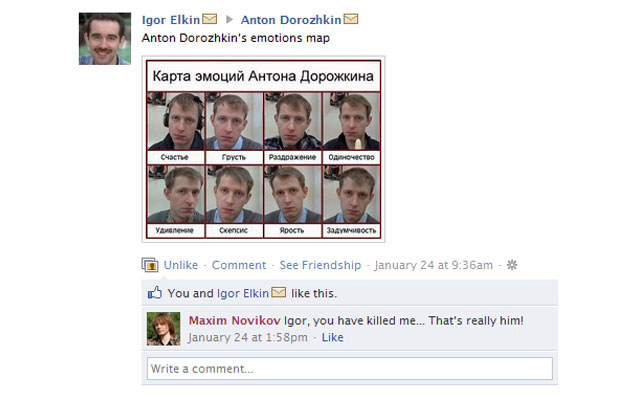 Igor Elkin ▶ Anton Dorozhkin
Anton Dorozhkin's emotions map
Карта эмоций Антона Дорожкина
Счастье Грусть Раздражение Одиночество
Удивление Скепсис Ярость Задумчивость
Unlike · Comment · See Friendship · January 24 at 9:36am ·
You and Igor Elkin like this.
Maxim Novikov Igor, you have killed me... That's really him!
January 24 at 1:58pm · Like
Write a comment...